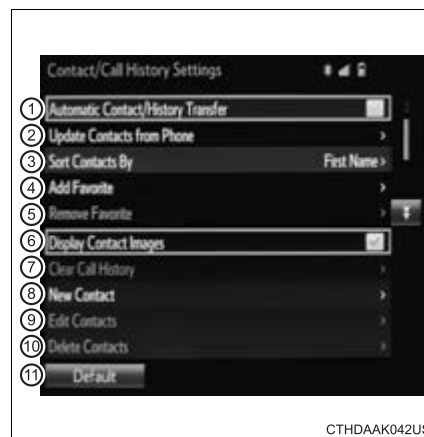 Contact/Call History Settings
1 Automatic Contact/History Transfer
2 Update Contacts from Phone
3 Sort Contacts By First Name
4 Add Favorite
5 Remove Favorite
6 Display Contact Images
7 Clear Call History
8 New Contact
9 Edit Contacts
10 Delete Contacts
11 Default
CTHDAAK042US